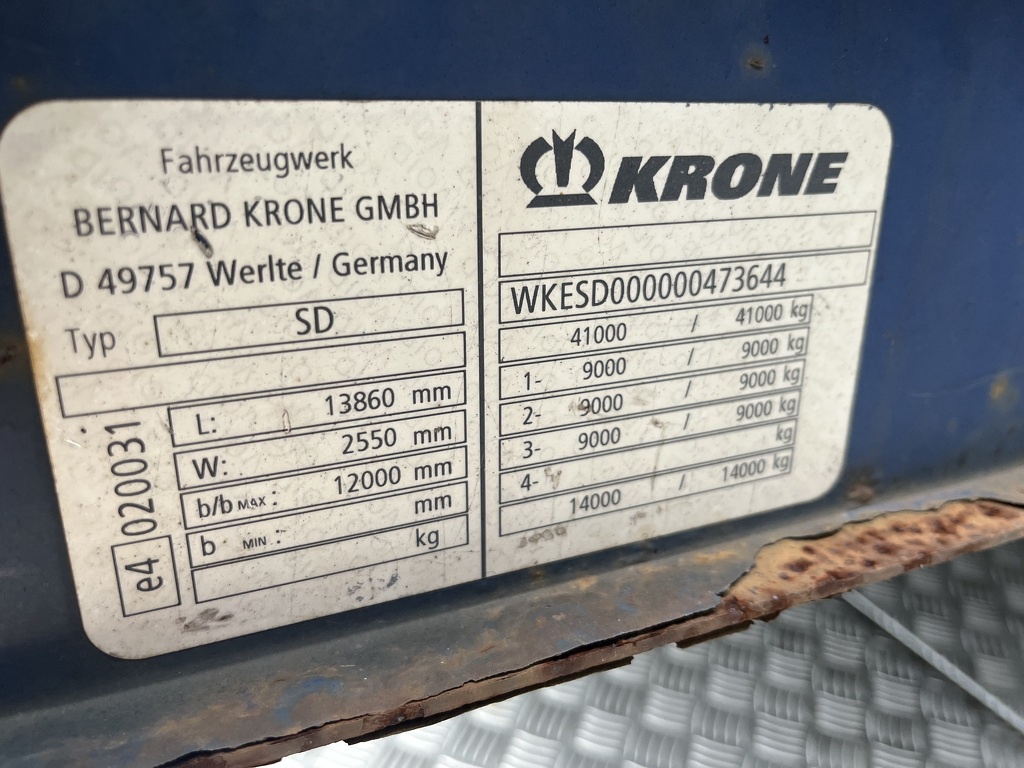 Fahrzeugwerk
BERNARD KRONE GMBH
D 49757 Werlte / Germany
Typ SD
L: 13860 mm
W: 2550 mm
b/b MAX : 12000 mm
b MIN : mm
kg
e4 020031
KRONE
WKESD000000473644
41000 / 41000 kg
1- 9000 / 9000 kg
2- 9000 / 9000 kg
3- 9000 / 9000 kg
4- kg
14000 / 14000 kg